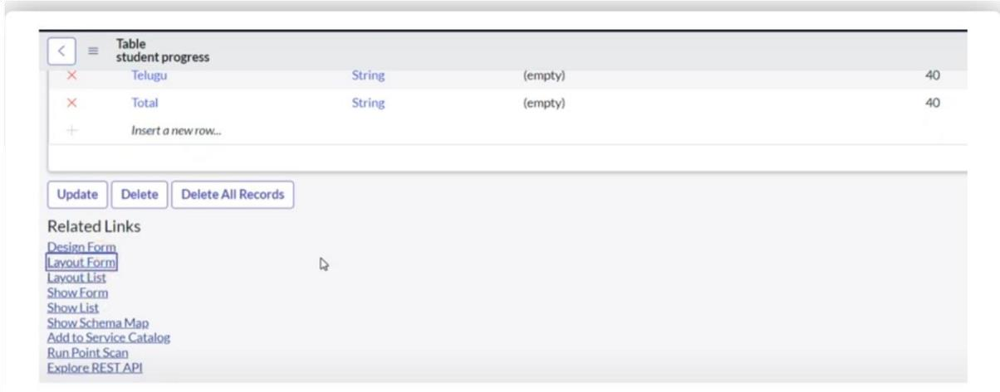 Table
student progress
Telugu String (empty) 40
Total String (empty) 40
Insert a new row...
Update Delete Delete All Records
Related Links
Design Form
Layout Form
Layout List
Show Form
Show List
Show Schema Map
Add to Service Catalog
Run Point Scan
Explore REST API